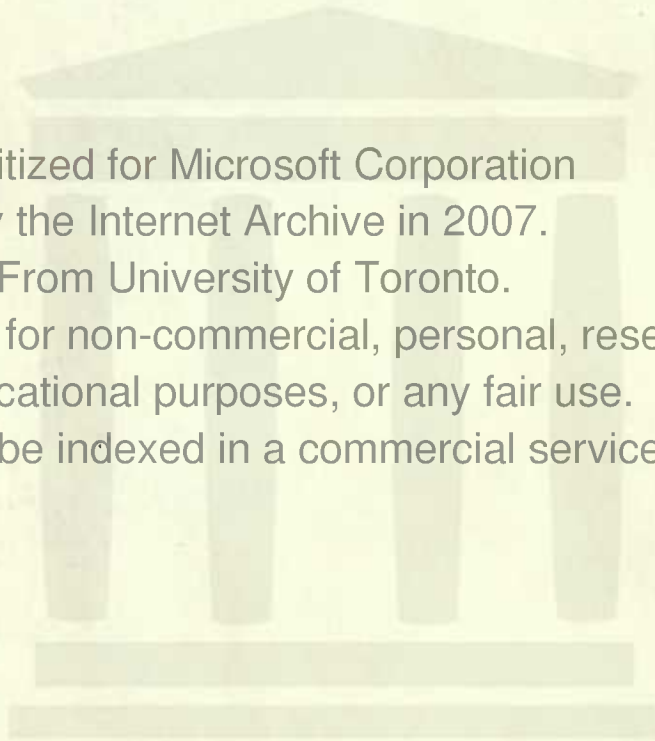 itized for Microsoft Corporation
the Internet Archive in 2007.
From University of Toronto.
for non-commercial, personal, rese
cational purposes, or any fair use.
be indexed in a commercial service